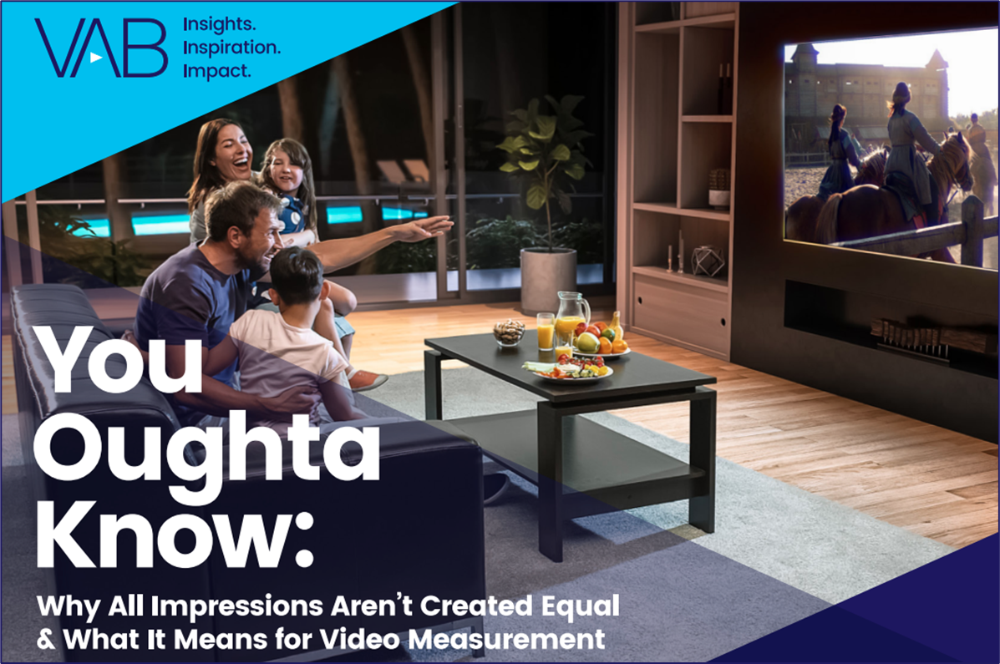 VAB
Insights.
Inspiration.
Impact.
You
Oughta
Know:
Why All Impressions Aren’t Created Equal
& What It Means for Video Measurement